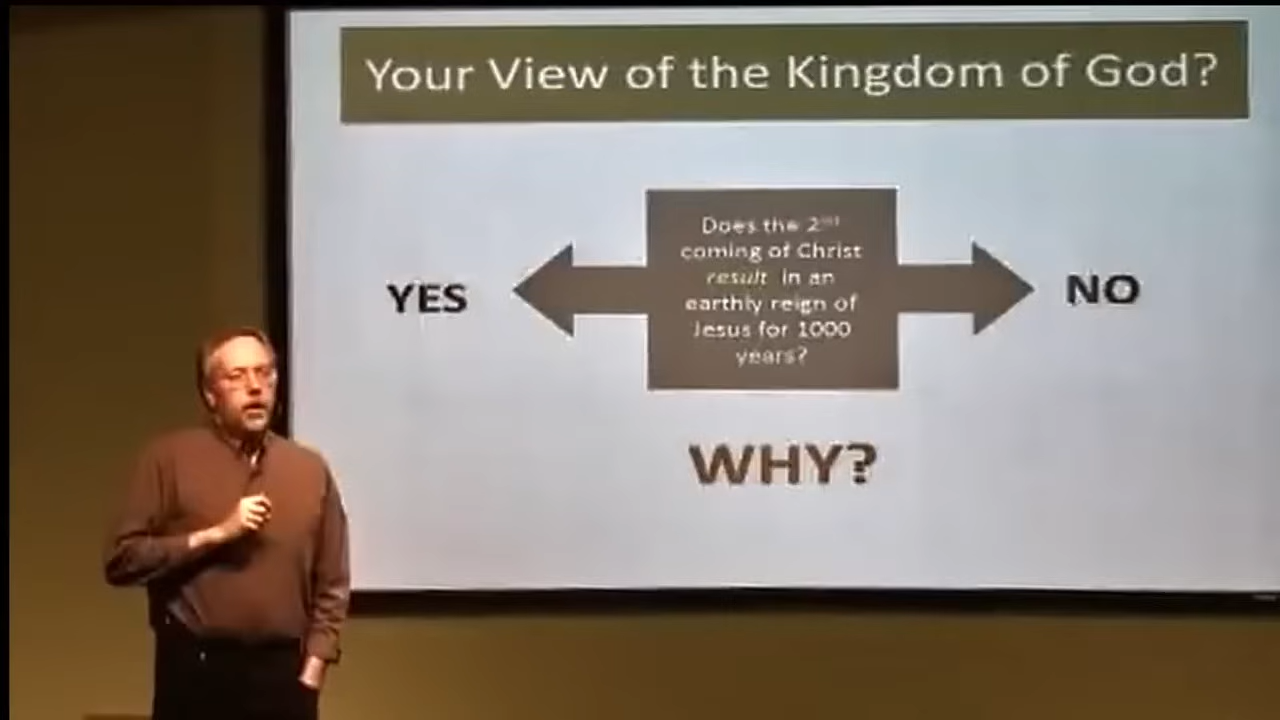 Your View of the Kingdom of God?
Does the 2nd
coming of Christ
result in an
earthly reign of
Jesus for 1000
years?
YES
NO
WHY?